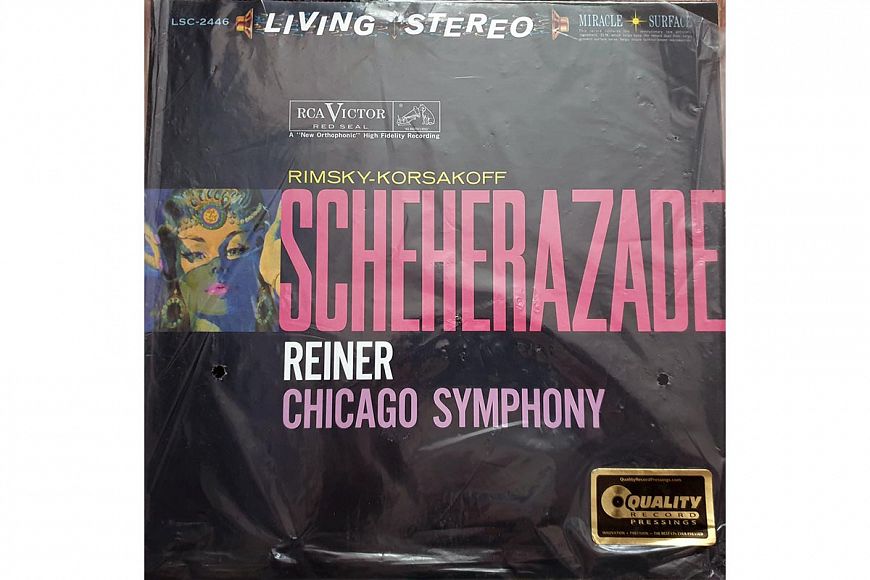 LSC-2446
LIVING STEREO
MIRACLE SURFACE
RCA VICTOR
RED SEAL
A "New Orthophonic" High Fidelity Recording
RIMSKY-KORSAKOFF
SCHEHERAZADE
REINER
CHICAGO SYMPHONY
QualityRecordPressings.com
QUALITY
RECORD
PRESSINGS